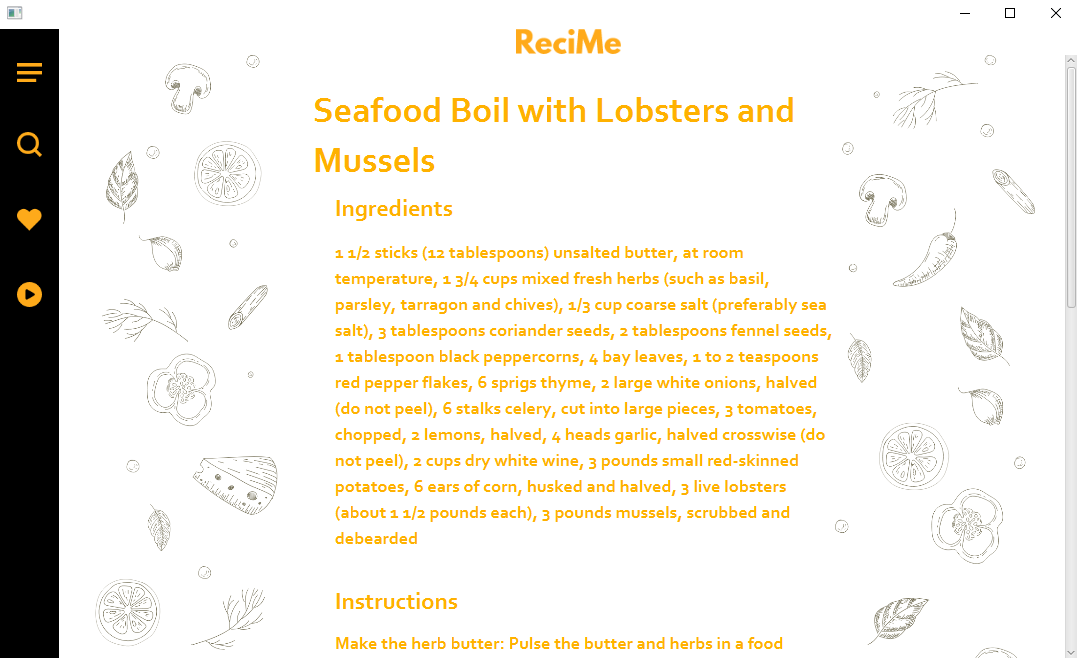 ReciMe
Seafood Boil with Lobsters and
Mussels
Ingredients
1 1/2 sticks (12 tablespoons) unsalted butter, at room
temperature, 1 3/4 cups mixed fresh herbs (such as basil,
parsley, tarragon and chives), 1/3 cup coarse salt (preferably sea
salt), 3 tablespoons coriander seeds, 2 tablespoons fennel seeds,
1 tablespoon black peppercorns, 4 bay leaves, 1 to 2 teaspoons
red pepper flakes, 6 sprigs thyme, 2 large white onions, halved
(do not peel), 6 stalks celery, cut into large pieces, 3 tomatoes,
chopped, 2 lemons, halved, 4 heads garlic, halved crosswise (do
not peel), 2 cups dry white wine, 3 pounds small red-skinned
potatoes, 6 ears of corn, husked and halved, 3 live lobsters
(about 1 1/2 pounds each), 3 pounds mussels, scrubbed and
debearded
Instructions
Make the herb butter: Pulse the butter and herbs in a food